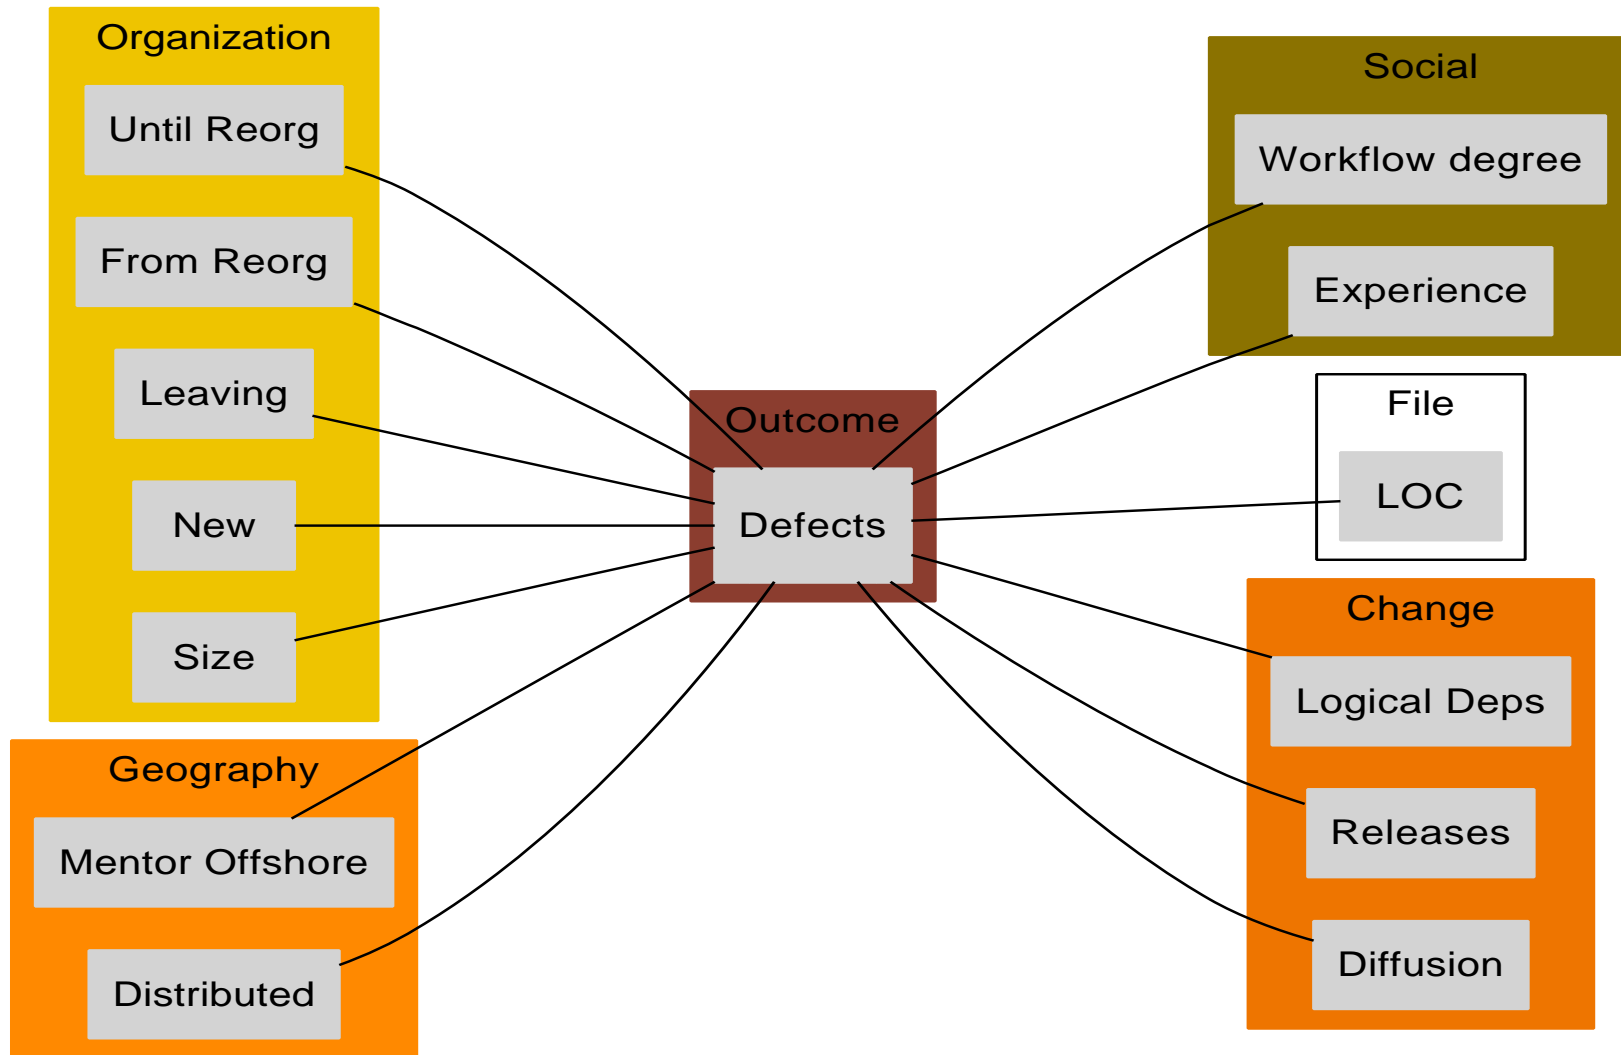 Organization
Until Reorg
From Reorg
Leaving
New
Size
Geography
Mentor Offshore
Distributed
Outcome
Defects
Social
Workflow degree
Experience
File
LOC
Change
Logical Deps
Releases
Diffusion